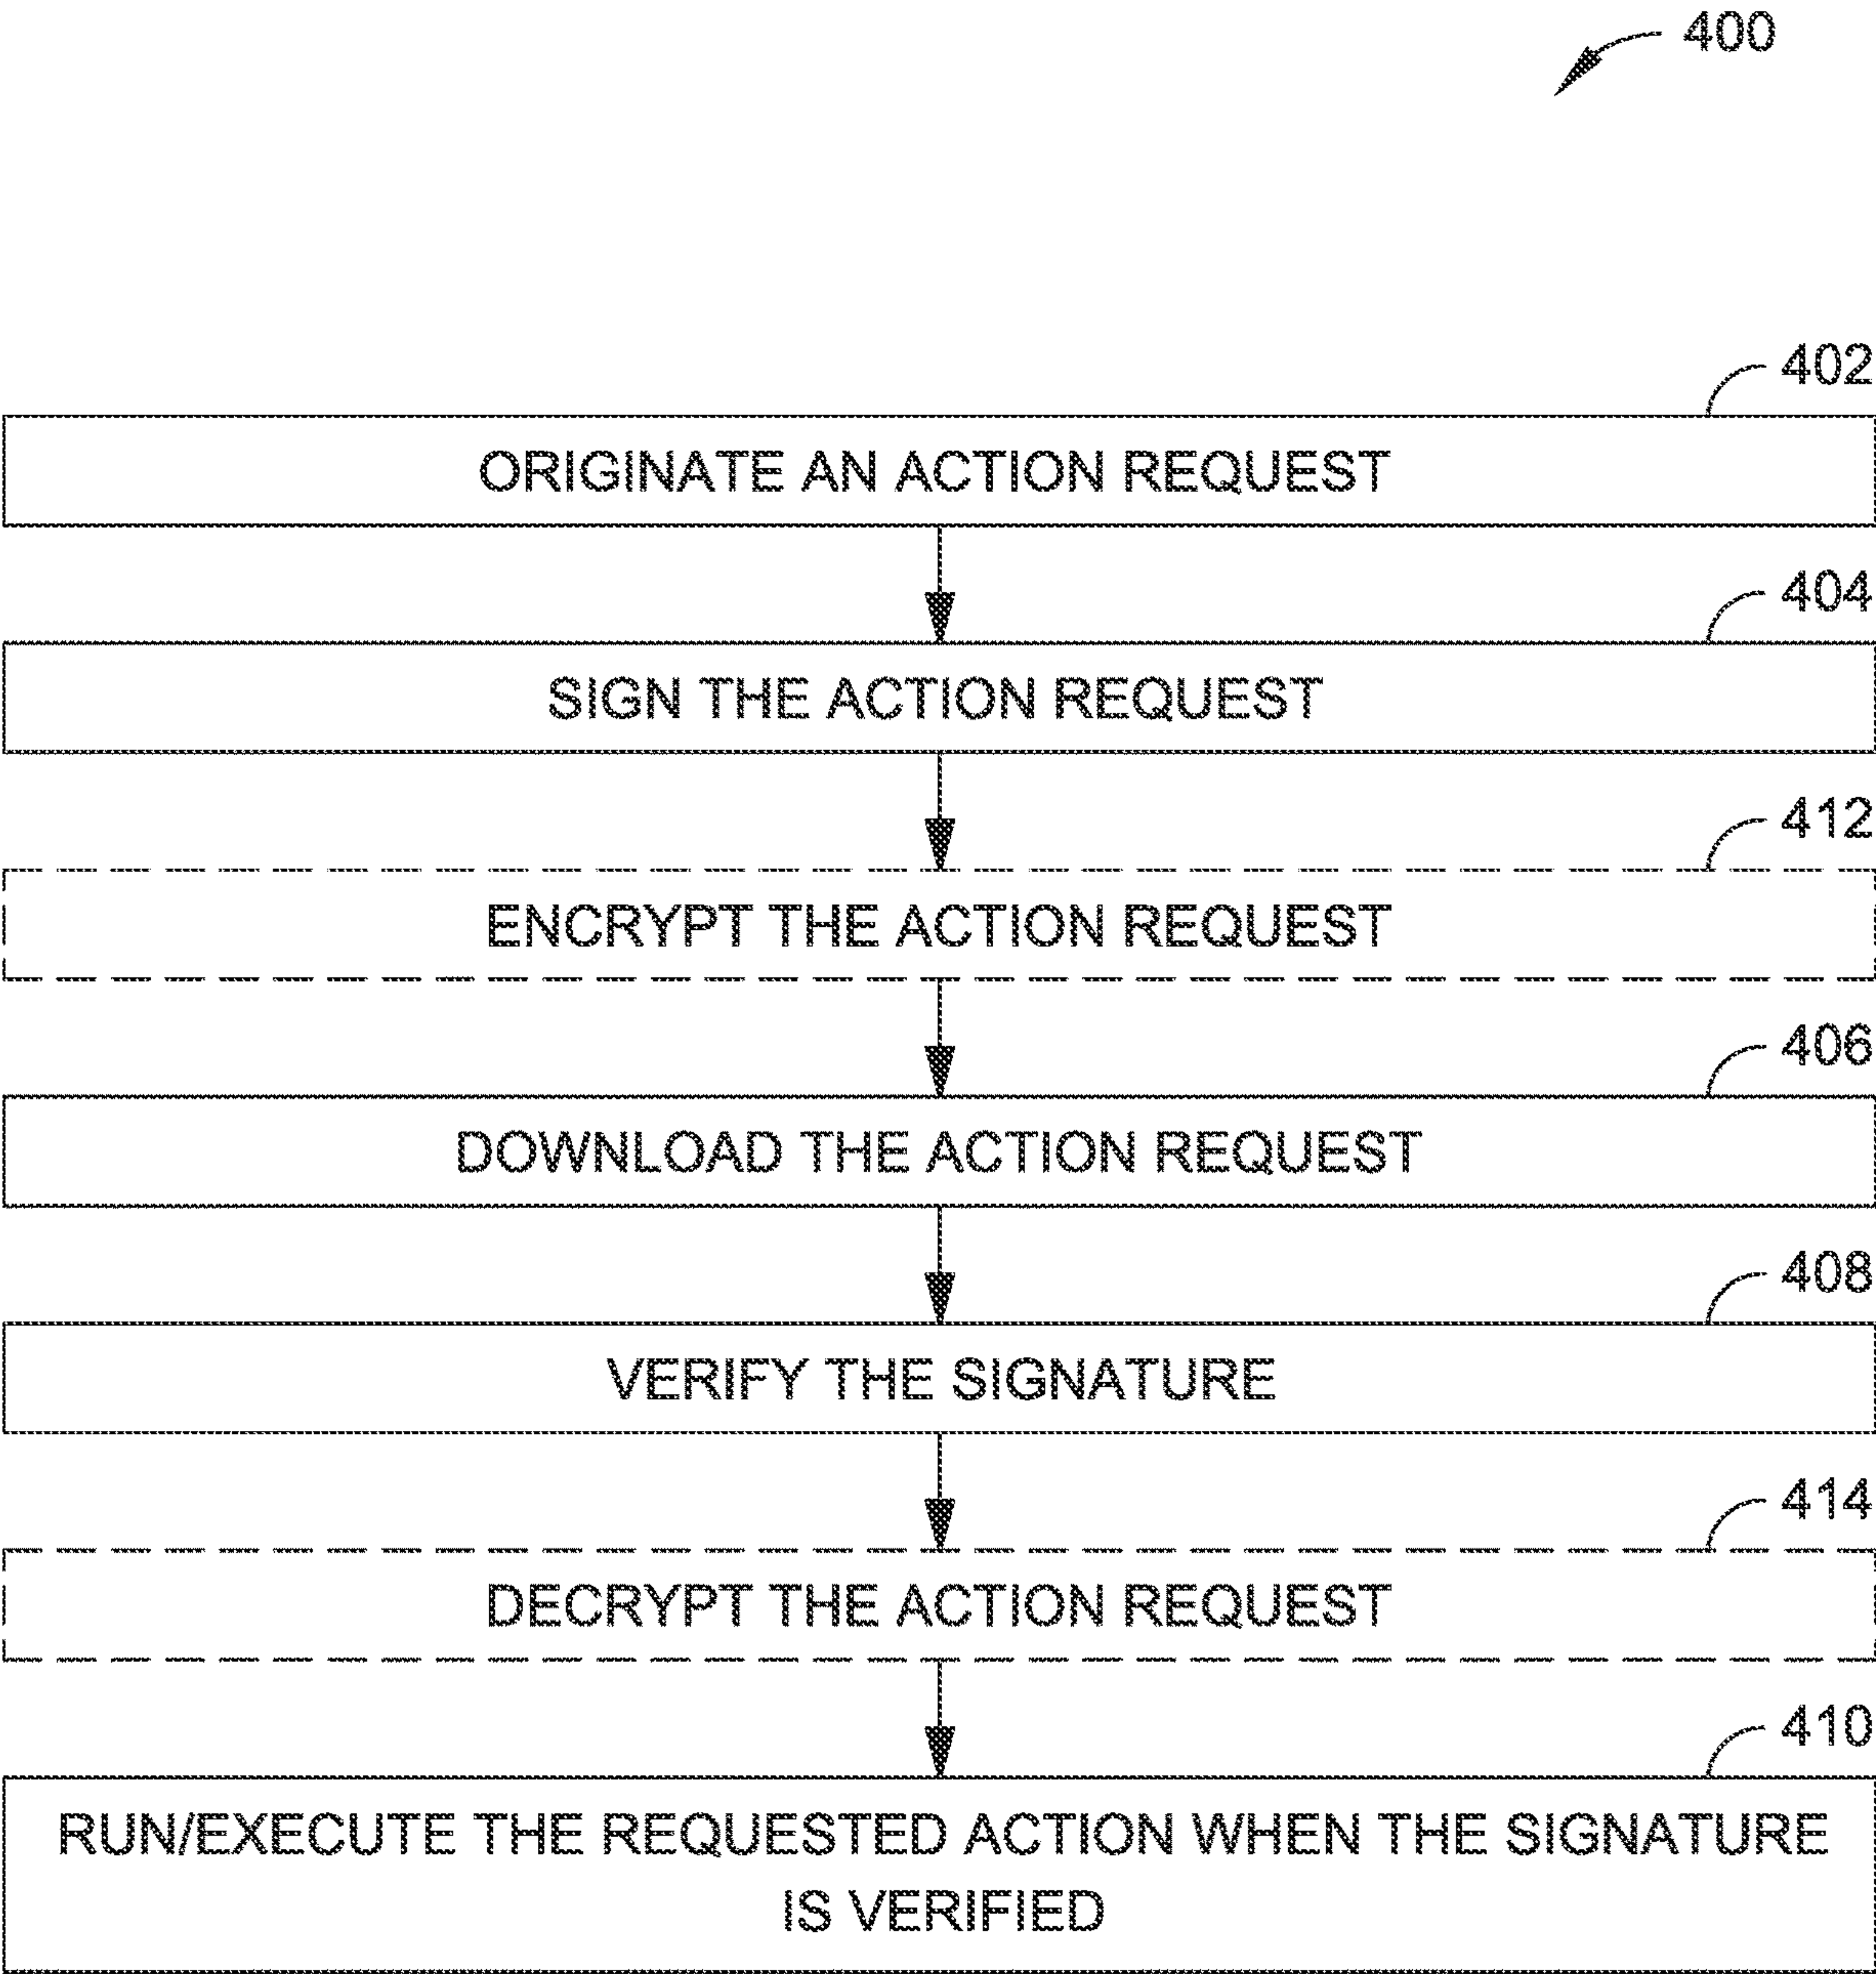 400
402
ORIGINATE AN ACTION REQUEST
404
SIGN THE ACTION REQUEST
412
ENCRYPT THE ACTION REQUEST
406
DOWNLOAD THE ACTION REQUEST
408
VERIFY THE SIGNATURE
414
DECRYPT THE ACTION REQUEST
410
RUN/EXECUTE THE REQUESTED ACTION WHEN THE SIGNATURE
IS VERIFIED